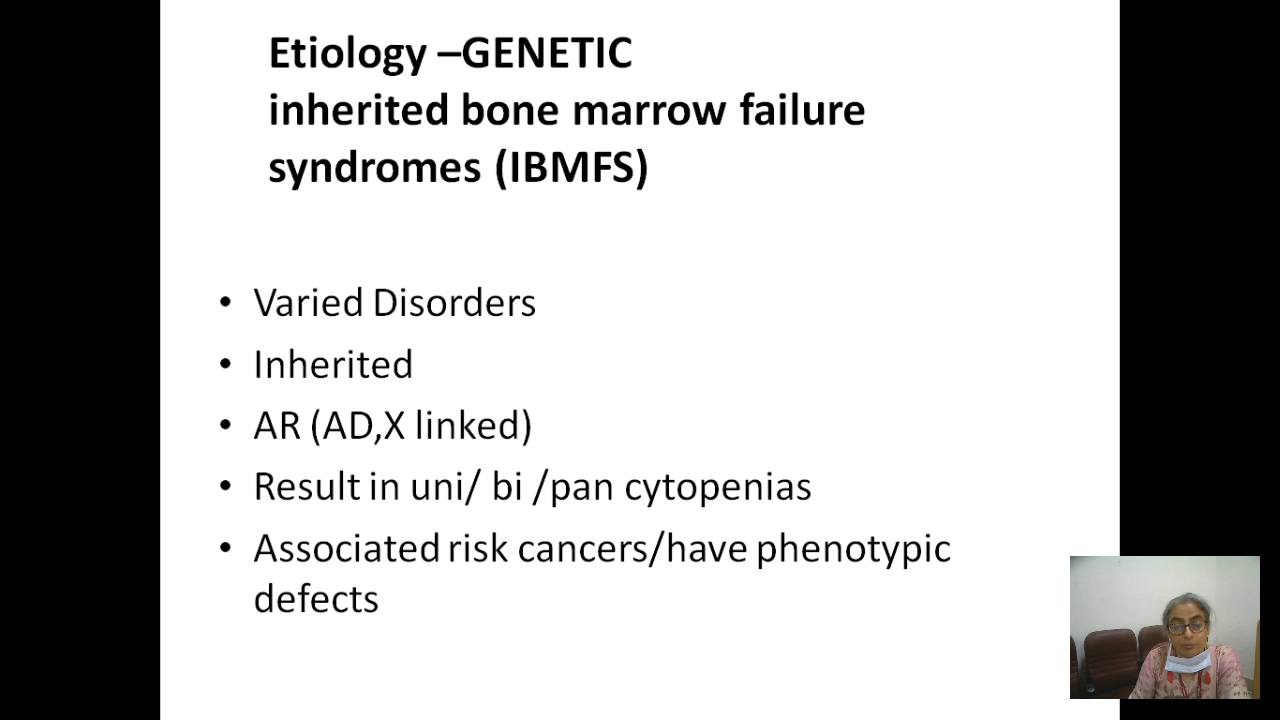 Etiology –GENETIC
inherited bone marrow failure
syndromes (IBMFS)
• Varied Disorders
• Inherited
• AR (AD,X linked)
• Result in uni/ bi /pan cytopenias
• Associated risk cancers/have phenotypic
defects